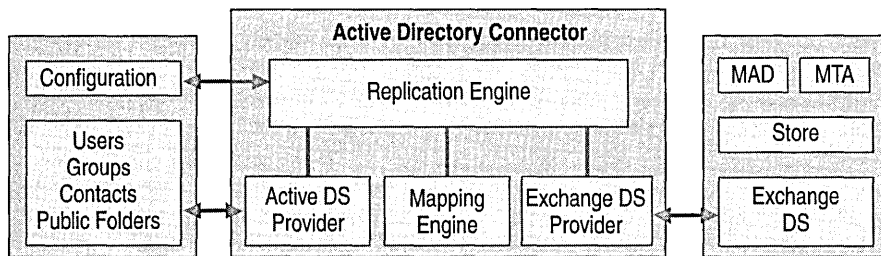 Active Directory Connector
Configuration
Users
Groups
Contacts
Public Folders
Replication Engine
Active DS
Provider
Mapping
Engine
Exchange DS
Provider
MAD
MTA
Store
Exchange
DS